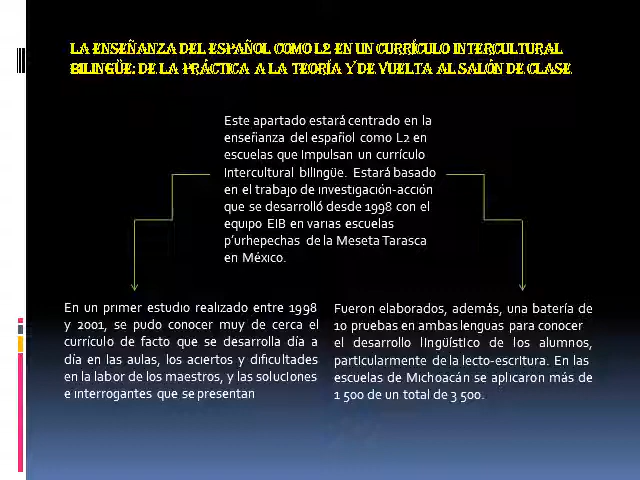 LA ENSEÑANZA DEL ESPAÑOL COMO L2 EN UN CURRÍCULO INTERCULTURAL
BILINGÜE: DE LA PRÁCTICA A LA TEORÍA Y DE VUELTA AL SALÓN DE CLASE
Este apartado estará centrado en la
enseñanza del español como L2 en
escuelas que impulsan un currículo
intercultural bilingüe. Estará basado
en el trabajo de investigación-acción
que se desarrolló desde 1998 con el
equipo EIB en varias escuelas
p'urhepechas de la Meseta Tarasca
en México.
En un primer estudio realizado entre 1998
y 2001, se pudo conocer muy de cerca el
currículo de facto que se desarrolla día a
día en las aulas, los aciertos y dificultades
en la labor de los maestros, y las soluciones
e interrogantes que se presentan
Fueron elaborados, además, una batería de
10 pruebas en ambas lenguas para conocer
el desarrollo lingüístico de los alumnos,
particularmente de la lecto-escritura. En las
escuelas de Michoacán se aplicaron más de
1 500 de un total de 3 500.